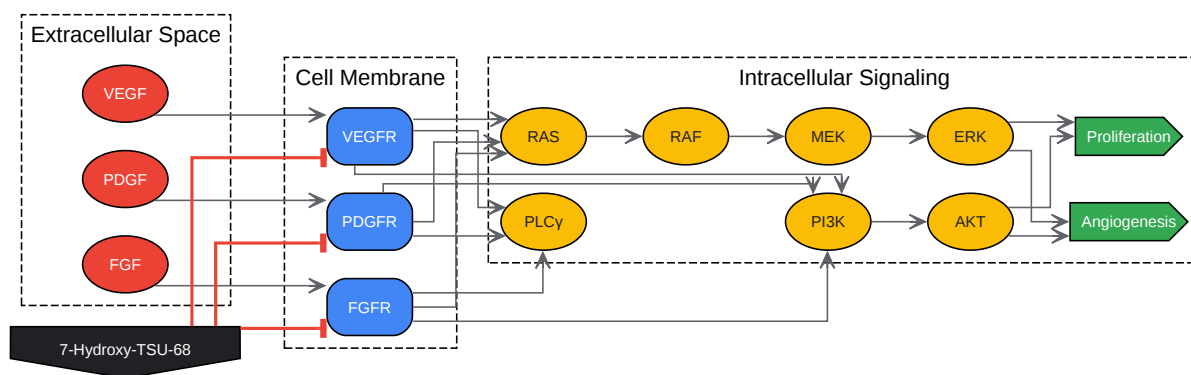 Extracellular Space
Cell Membrane
Intracellular Signaling
VEGF
VEGFR
RAS
RAF
MEK
ERK
Proliferation
PDGF
PDGFR
PLCγ
PI3K
AKT
Angiogenesis
FGF
FGFR
7-Hydroxy-TSU-68